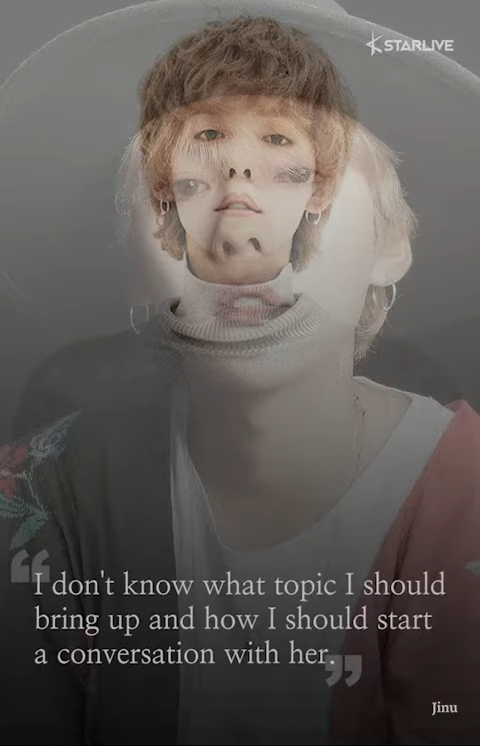 STARLIVE
“
I don't know what topic I should
bring up and how I should start
a conversation with her.
”
Jinu